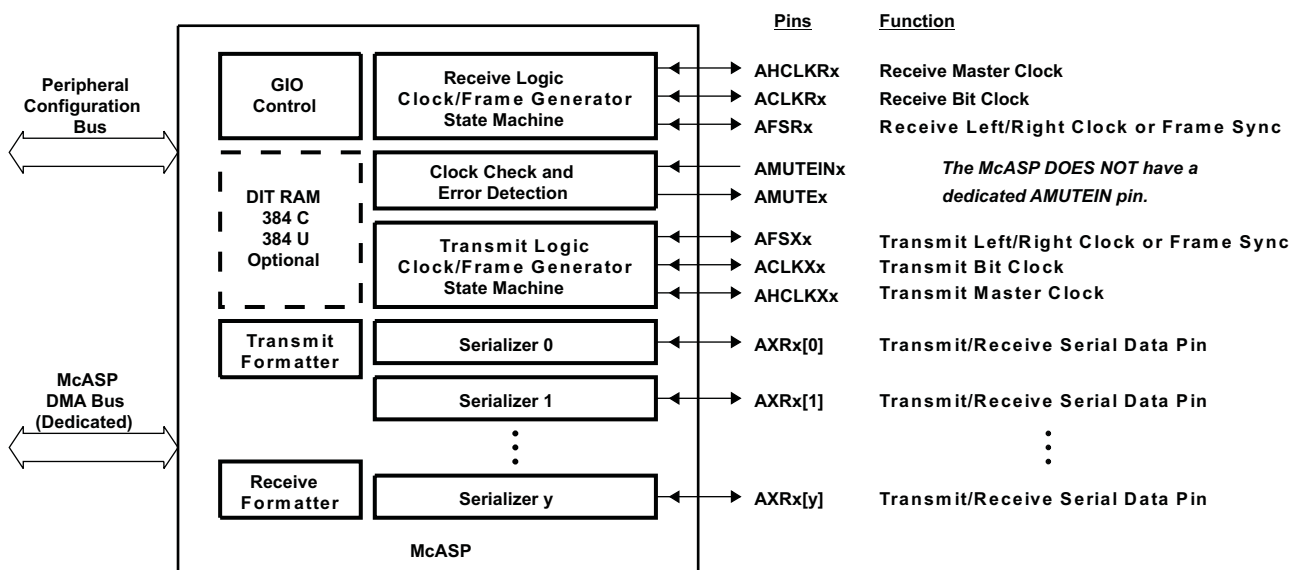 Pins
Function
Peripheral
Configuration
Bus
GIO
Control
Receive Logic
Clock/Frame Generator
State Machine
AHCLKRx
Receive Master Clock
ACLKRx
Receive Bit Clock
AFSRx
Receive Left/Right Clock or Frame Sync
DIT RAM
384 C
384 U
Optional
Clock Check and
Error Detection
AMUTEINx
AMUTEx
The McASP DOES NOT have a
dedicated AMUTEIN pin.
Transmit Logic
Clock/Frame Generator
State Machine
AFSXx
Transmit Left/Right Clock or Frame Sync
ACLKXx
Transmit Bit Clock
AHCLKXx
Transmit Master Clock
McASP
DMA Bus
(Dedicated)
Transmit
Formatter
Serializer 0
AXRx[0]
Transmit/Receive Serial Data Pin
Serializer 1
AXRx[1]
Transmit/Receive Serial Data Pin
Receive
Formatter
Serializer y
AXRx[y]
Transmit/Receive Serial Data Pin
McASP